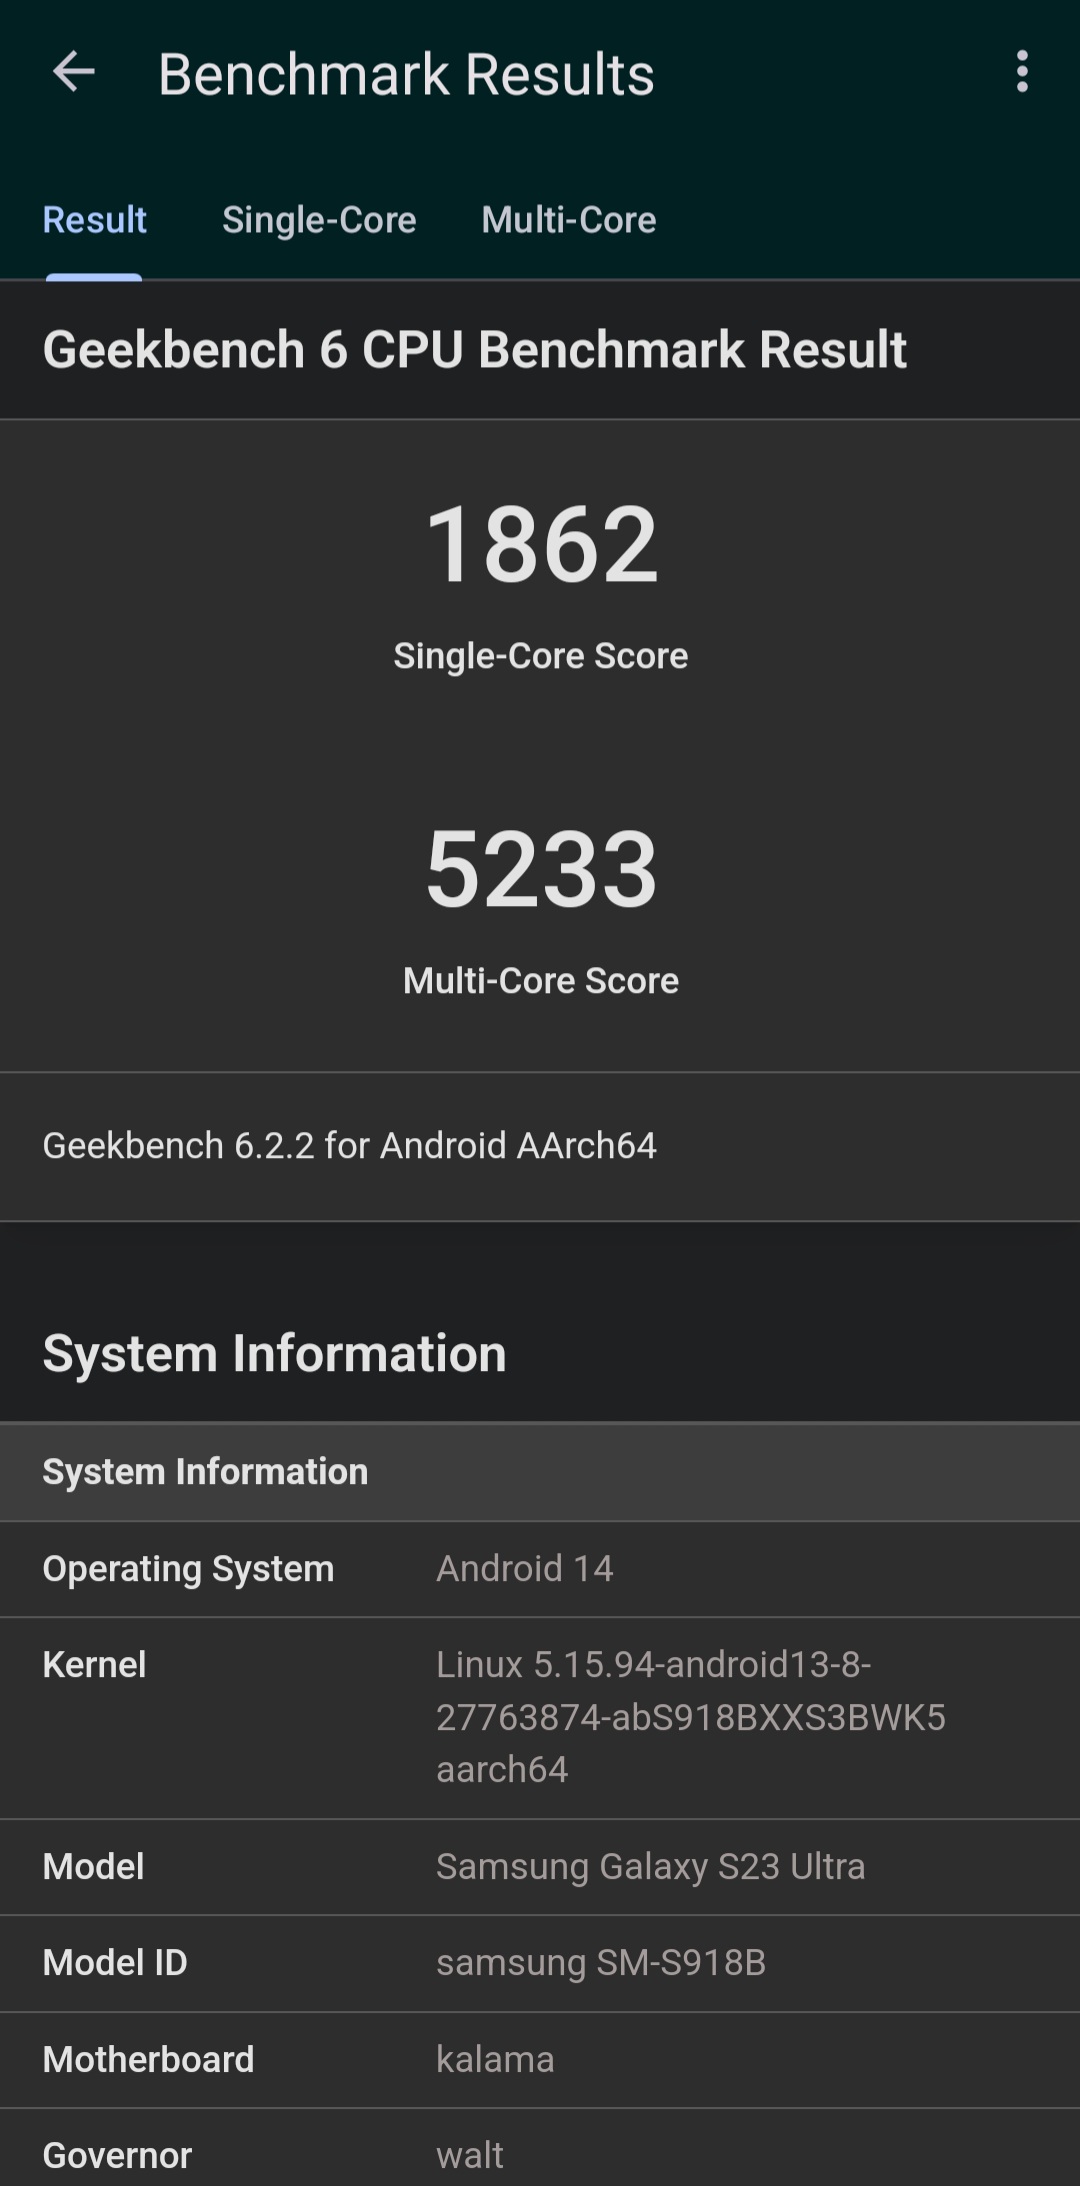 Benchmark Results
Result Single-Core Multi-Core
Geekbench 6 CPU Benchmark Result
1862
Single-Core Score
5233
Multi-Core Score
Geekbench 6.2.2 for Android AArch64
System Information
System Information
Operating System Android 14
Kernel Linux 5.15.94-android13-8-
27763874-abS918BXXS3BWK5
aarch64
Model Samsung Galaxy S23 Ultra
Model ID samsung SM-S918B
Motherboard kalama
Governor walt